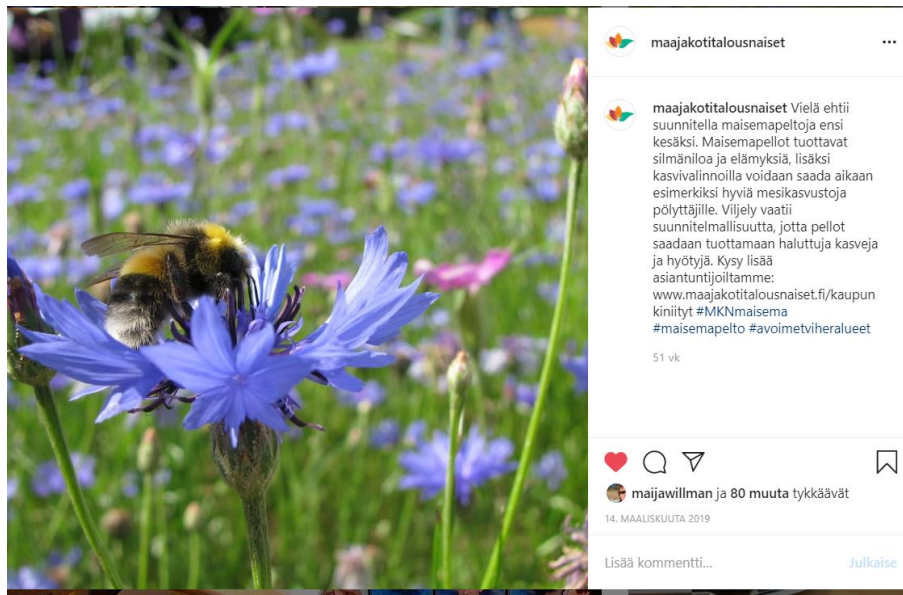 maajakotitalousnaiset
maajakotitalousnaiset Vielä ehtii
suunnitella maisemapeltoja ensi
kesäksi. Maisemapellot tuottavat
silmäniloa ja elämyksiä, lisäksi
kasvivalinnoilla voidaan saada aikaan
esimerkiksi hyviä mesikasvustoja
pölyttäjille. Viljely vaatii
suunnitelmallisuutta, jotta pellot
saadaan tuottamaan haluttuja kasveja
ja hyötyjä. Kysy lisää
asiantuntijoiltamme:
www.maajakotitalousnaiset.fi/kaupun
kiniityt #MKNmaisema
#maisemapelto #avoimetviheralueet
51 vk
maijawillman ja 80 muuta tykkäävät
14. MAALISKUUTA 2019
Lisää kommentti...
Julkaise